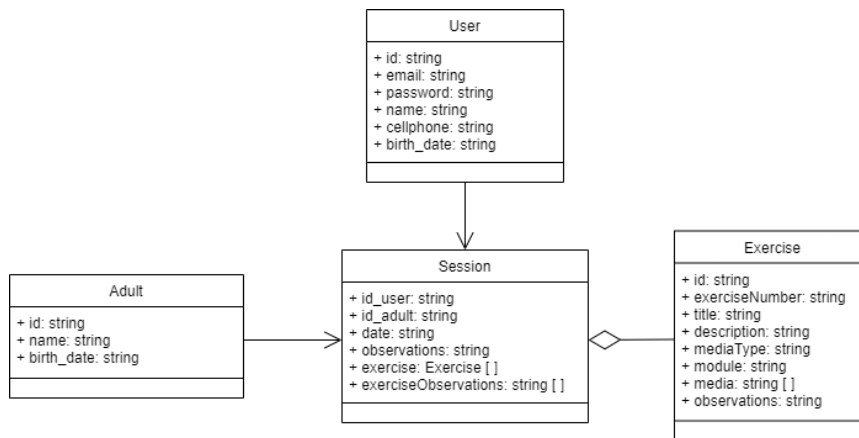 User
+ id: string
+ email: string
+ password: string
+ name: string
+ cellphone: string
+ birth_date: string
Adult
+ id: string
+ name: string
+ birth_date: string
Session
+ id_user: string
+ id_adult: string
+ date: string
+ observations: string
+ exercise: Exercise [ ]
+ exerciseObservations: string [ ]
Exercise
+ id: string
+ exerciseNumber: string
+ title: string
+ description: string
+ mediaType: string
+ module: string
+ media: string [ ]
+ observations: string